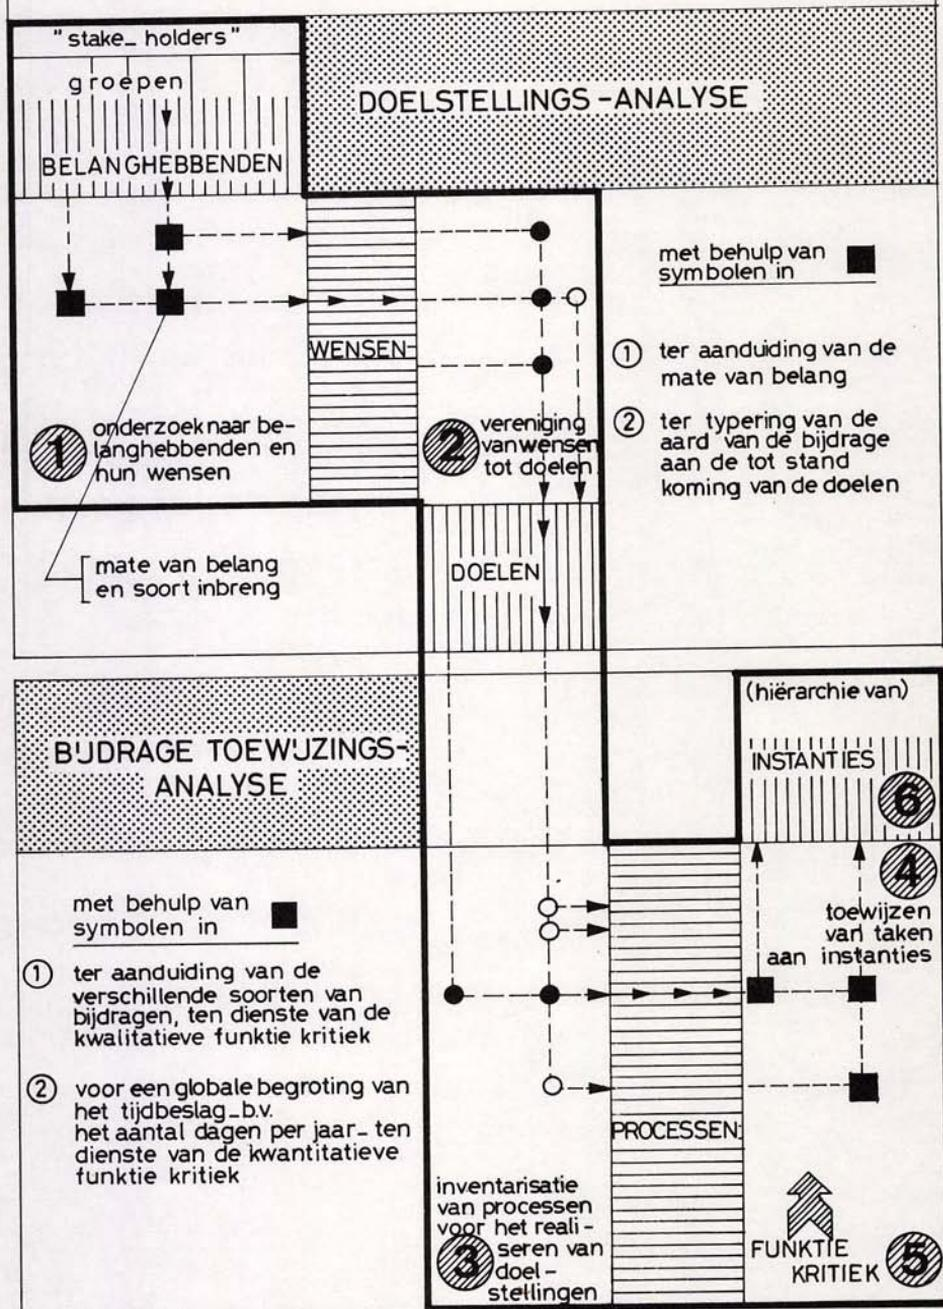 "stake_holders"
groepen
BELANGHEBBENDEN
DOELSTELLINGS-ANALYSE
WENSEN
1
onderzoek naar be-
langhebbenden en
hun wensen
2
vereniging
van wensen
tot doelen
met behulp van
symbolen in
① ter aanduiding van de
mate van belang
② ter typering van de
aard van de bijdrage
aan de tot stand
koming van de doelen
mate van belang
en soort inbreng
DOELEN
BIJDRAGE TOEWIJZINGS-
ANALYSE
(hiërarchie van)
INSTANTIES
6
4
toewijzen
van taken
aan instanties
met behulp van
symbolen in
① ter aanduiding van de
verschillende soorten van
bijdragen, ten dienste van de
kwalitatieve funktie kritiek
② voor een globale begroting van
het tijdbeslag_b.v.
het aantal dagen per jaar_ten
dienste van de kwantitatieve
funktie kritiek
PROCESSEN
inventarisatie
van processen
voor het reali-
3
seren van
doel-
stellingen
FUNKTIE
KRITIEK
5